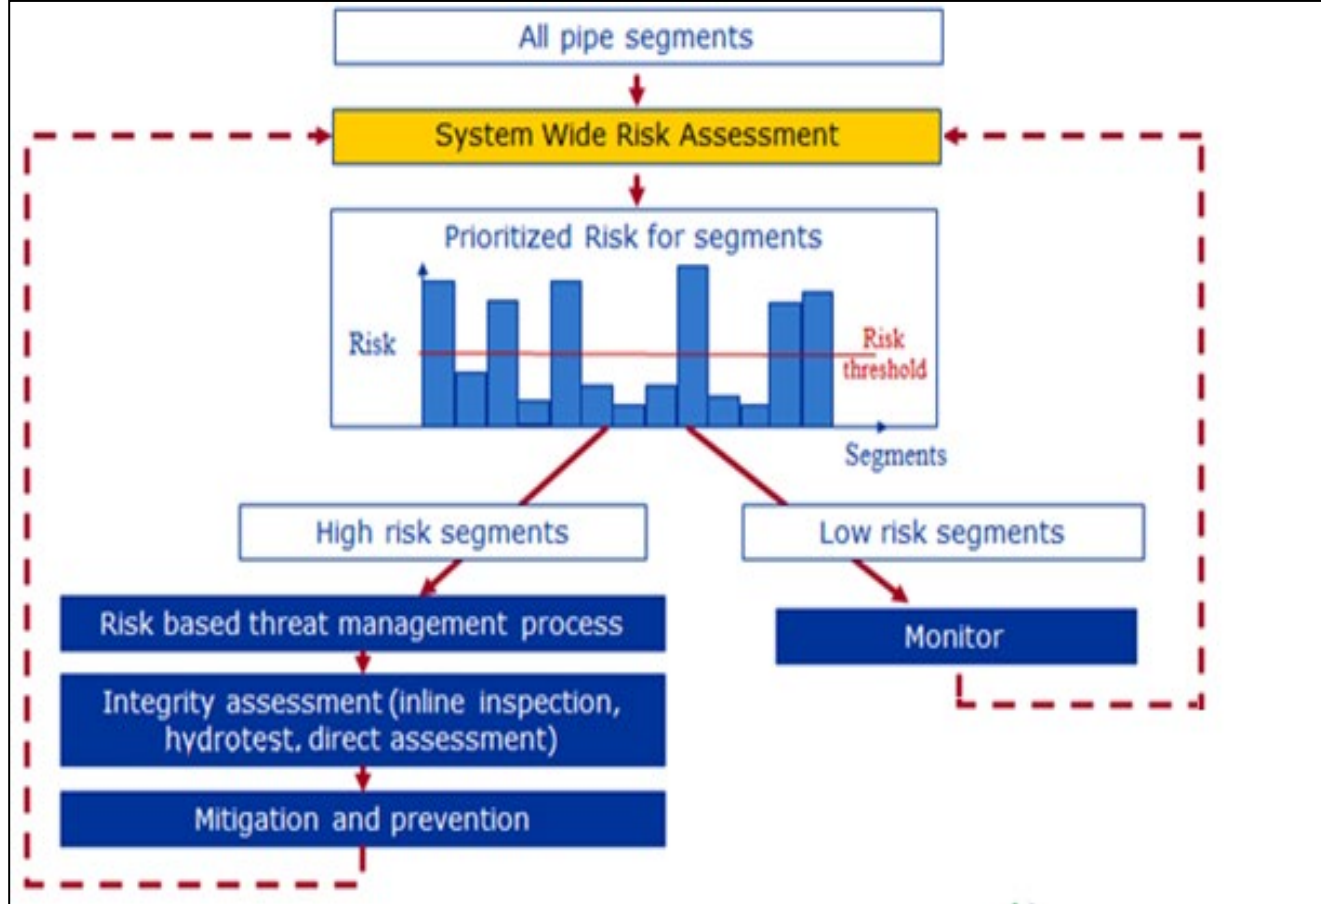 All pipe segments
System Wide Risk Assessment
Prioritized Risk for segments
Risk
Risk
threshold
Segments
High risk segments
Low risk segments
Risk based threat management process
Monitor
Integrity assessment (inline inspection,
hydrotest, direct assessment)
Mitigation and prevention